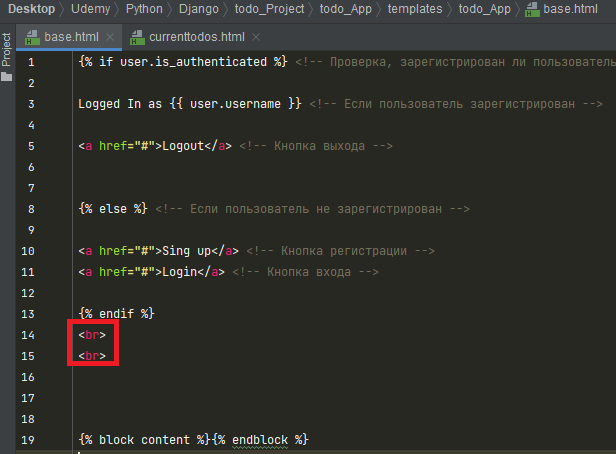 Desktop Udemy Python Django todo_Project todo_App templates todo_App base.html
base.html × currenttodos.html ×
Project
1 {% if user.is_authenticated %} <!-- Проверка, зарегистрирован ли пользователь
2
3 Logged In as {{ user.username }} <!-- Если пользователь зарегистрирован -->
4
5 <a href="#">Logout</a> <!-- Кнопка выхода -->
6
7
8 {% else %} <!-- Если пользователь не зарегистрирован -->
9
10 <a href="#">Sing up</a> <!-- Кнопка регистрации -->
11 <a href="#">Login</a> <!-- Кнопка входа -->
12
13 {% endif %}
14 <br>
15 <br>
16
17
18
19 {% block content %}{% endblock %}